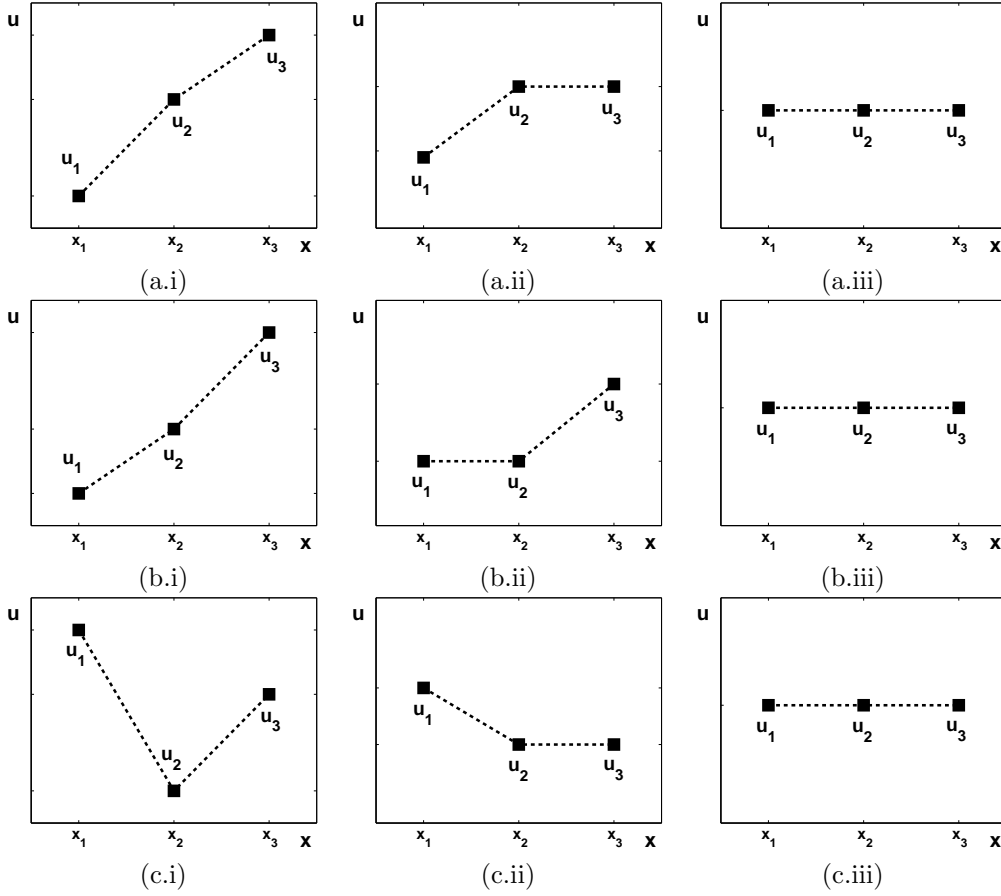 u
u1
u2
u3
x1 x2 x3 x
(a.i)
u
u1
u2
u3
x1 x2 x3 x
(a.ii)
u
u1 u2 u3
x1 x2 x3 x
(a.iii)
u
u1
u2
u3
x1 x2 x3 x
(b.i)
u
u1 u2
u3
x1 x2 x3 x
(b.ii)
u
u1 u2 u3
x1 x2 x3 x
(b.iii)
u
u1
u2
u3
x1 x2 x3 x
(c.i)
u
u1
u2 u3
x1 x2 x3 x
(c.ii)
u
u1 u2 u3
x1 x2 x3 x
(c.iii)